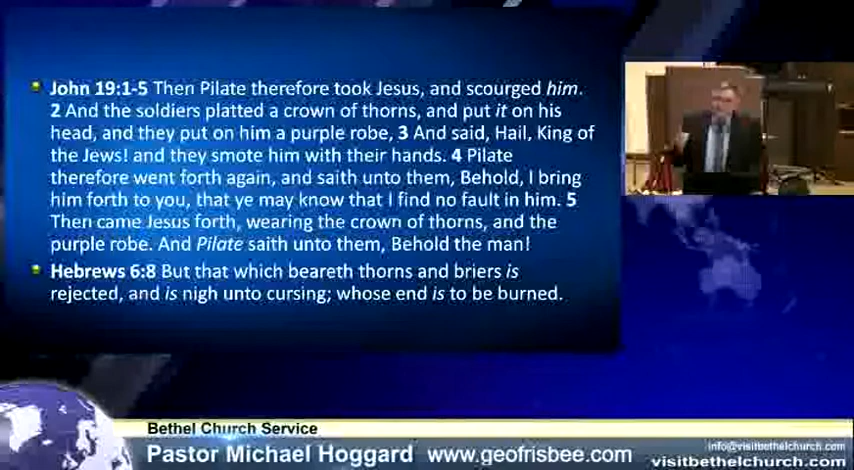 John 19:1-5 Then Pilate therefore took Jesus, and scourged him.
2 And the soldiers platted a crown of thorns, and put it on his
head, and they put on him a purple robe, 3 And said, Hail, King of
the Jews! and they smote him with their hands. 4 Pilate
therefore went forth again, and saith unto them, Behold, I bring
him forth to you, that ye may know that I find no fault in him. 5
Then came Jesus forth, wearing the crown of thorns, and the
purple robe. And Pilate saith unto them, Behold the man!
Hebrews 6:8 But that which beareth thorns and briers is
rejected, and is nigh unto cursing; whose end is to be burned.
Bethel Church Service
Pastor Michael Hoggard www.geofrisbee.com
info@visitbethelchurch.com
visitbethelchurch.com